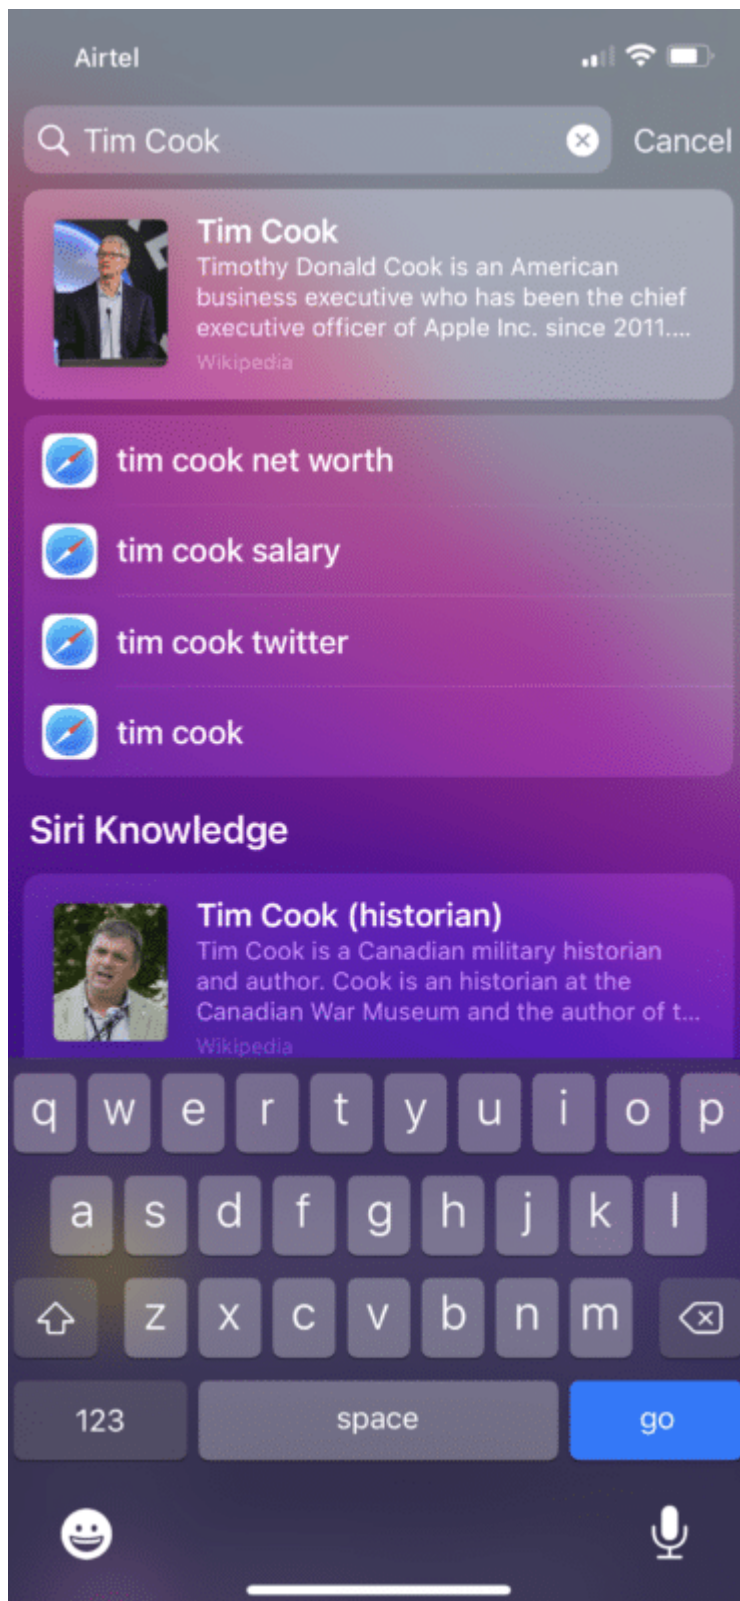 Airtel
Tim Cook
Cancel
Tim Cook
Timothy Donald Cook is an American
business executive who has been the chief
executive officer of Apple Inc. since 2011....
Wikipedia
tim cook net worth
tim cook salary
tim cook twitter
tim cook
Siri Knowledge
Tim Cook (historian)
Tim Cook is a Canadian military historian
and author. Cook is an historian at the
Canadian War Museum and the author of t...
Wikipedia
q w e r t y u i o p
a s d f g h j k l
z x c v b n m
123 space go